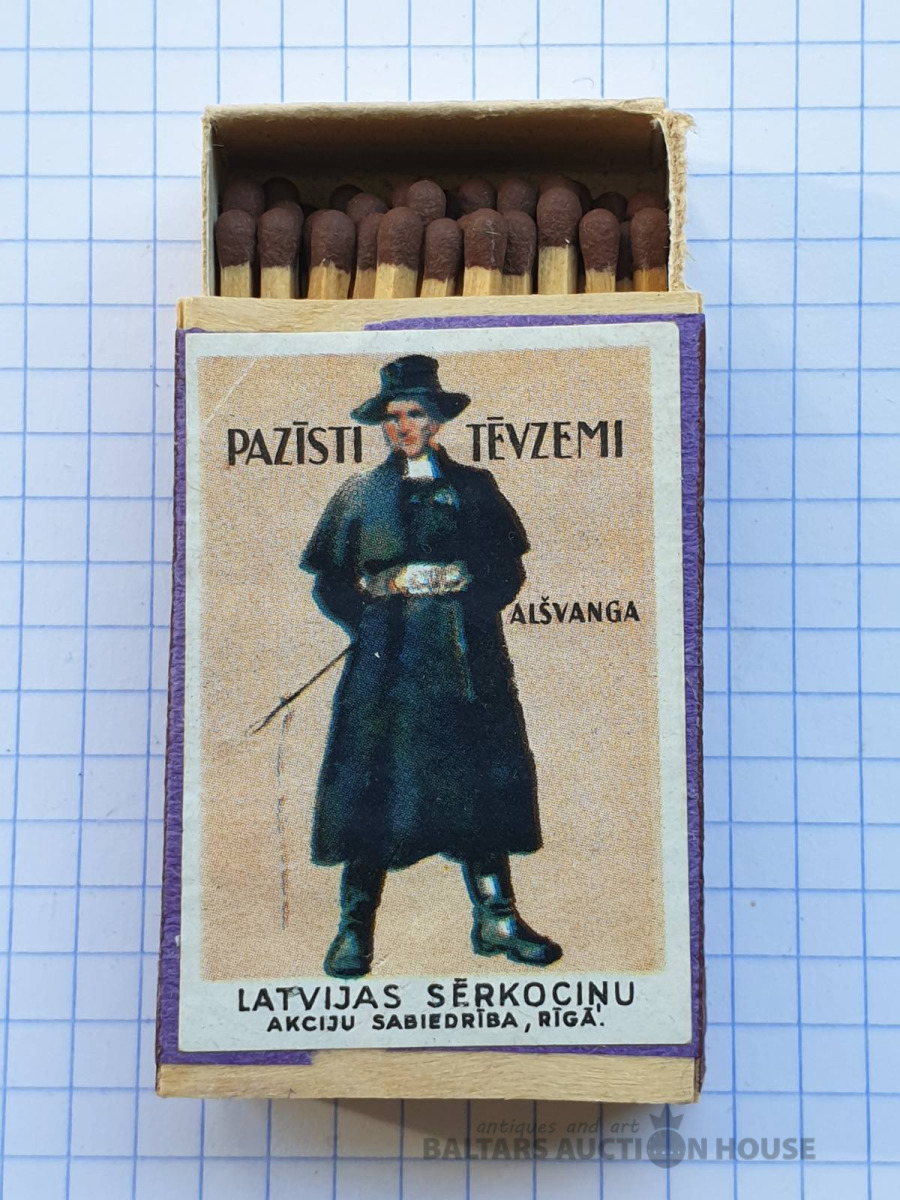 PAZĪSTI TĒVZEMI
ALŠVANGA
LATVIJAS SĒRKOCIŅU
AKCIJU SABIEDRĪBA, RĪGĀ.
antiques and art
BALTARS AUCTION HOUSE